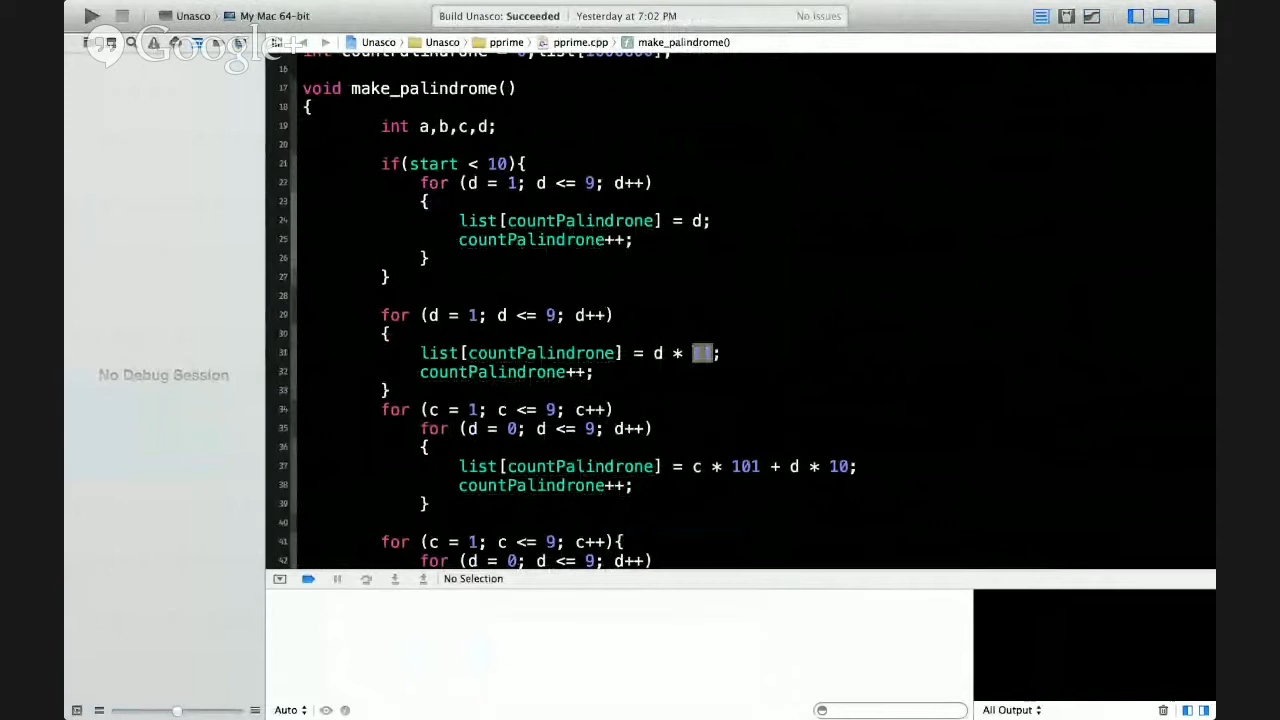 Unasco
My Mac 64-bit
Build Unasco: Succeeded
Yesterday at 7:02 PM
No issues
Google+
Unasco
Unasco
pprime
pprime.cpp
make_palindrome()
16
17 void make_palindrome()
18 {
19 int a,b,c,d;
20
21 if(start < 10){
22 for (d = 1; d <= 9; d++)
23 {
24 list[countPalindrone] = d;
25 countPalindrone++;
26 }
27 }
28
29 for (d = 1; d <= 9; d++)
30 {
31 list[countPalindrone] = d * 11;
32 countPalindrone++;
33 }
34 for (c = 1; c <= 9; c++)
35 for (d = 0; d <= 9; d++)
36 {
37 list[countPalindrone] = c * 101 + d * 10;
38 countPalindrone++;
39 }
40
41 for (c = 1; c <= 9; c++){
42 for (d = 0; d <= 9; d++)
No Debug Session
No Selection
Auto
All Output